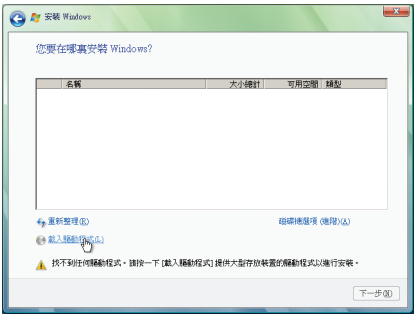 安裝 Windows
您要在哪裏安裝 Windows?
名稱 大小總計 可用空間 類型
重新整理(R) 磁碟機選項 (進階)(A)
載入驅動程式(L)
找不到任何驅動程式。請按一下 [載入驅動程式] 提供大型存放裝置的驅動程式以進行安裝。
下一步(N)